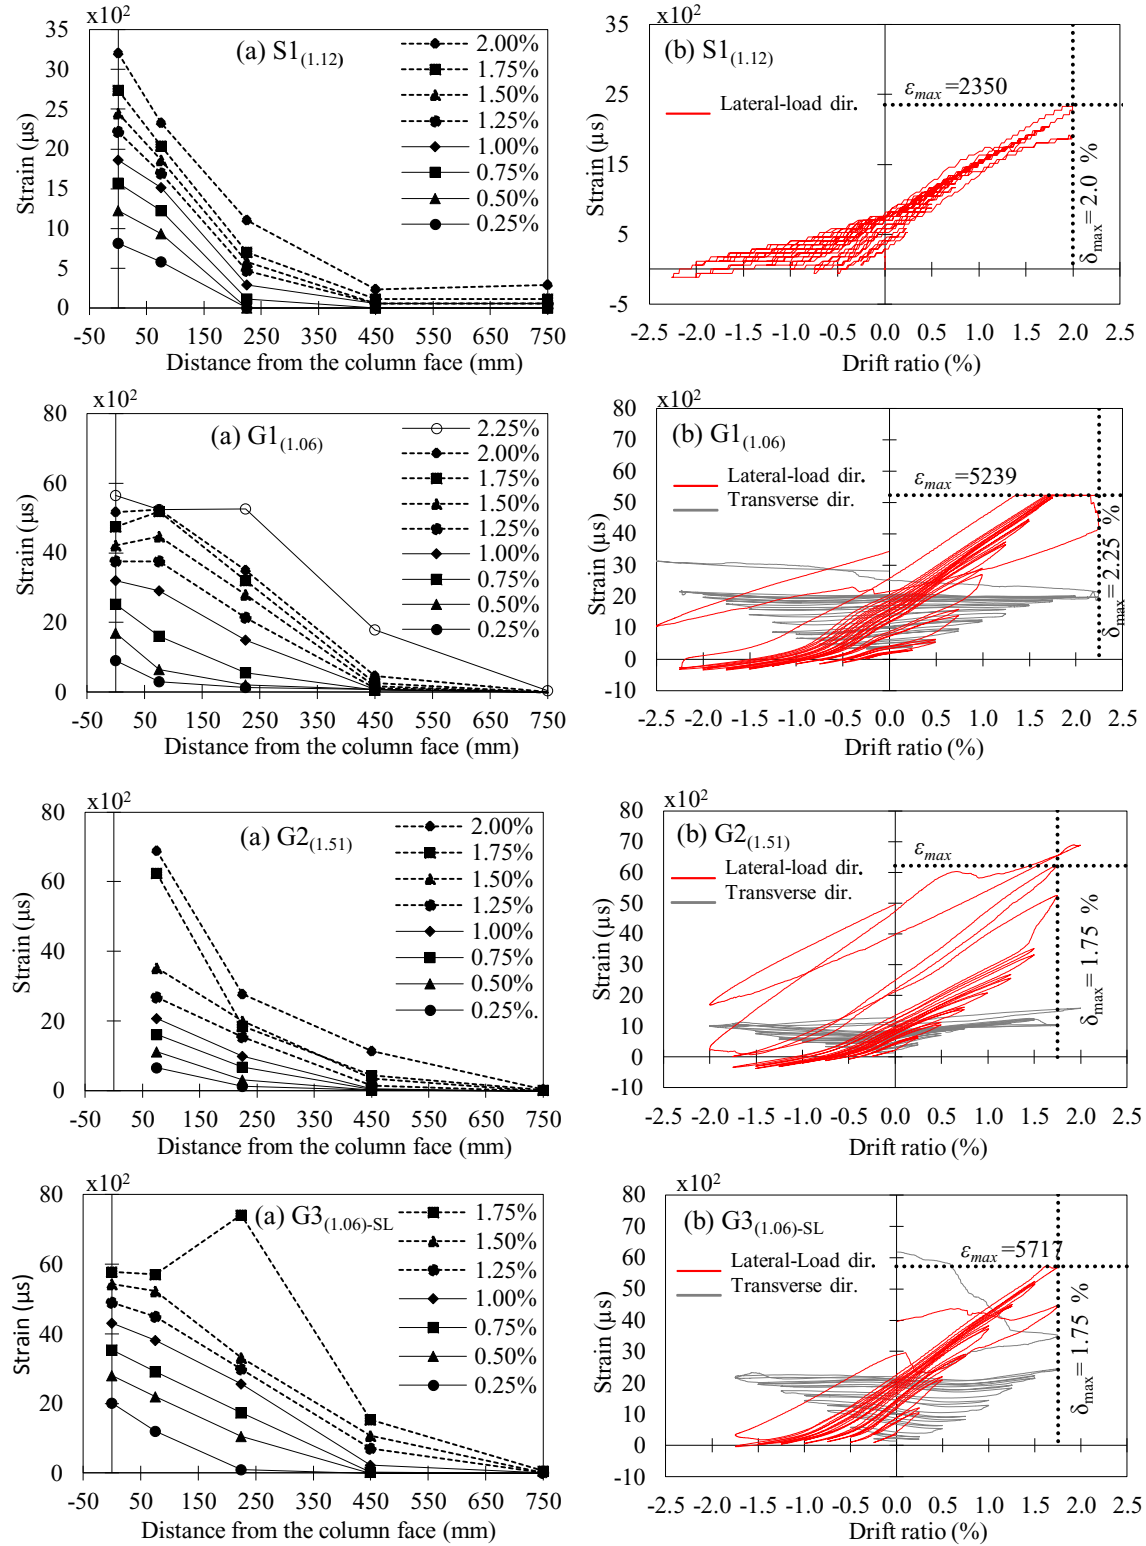 x10²
(a) S1(1.12)
35
30
25
20
15
10
5
0
Strain (μs)
-50 50 150 250 350 450 550 650 750
Distance from the column face (mm)
2.00%
1.75%
1.50%
1.25%
1.00%
0.75%
0.50%
0.25%
x10²
(b) S1(1.12)
35
25
15
5
-5
Strain (μs)
Lateral-load dir.
εmax=2350
δmax=2.0 %
-2.5 -2.0 -1.5 -1.0 -0.5 0.0 0.5 1.0 1.5 2.0 2.5
Drift ratio (%)
x10²
(a) G1(1.06)
80
60
40
20
0
Strain (μs)
-50 50 150 250 350 450 550 650 750
Distance from the column face (mm)
2.25%
2.00%
1.75%
1.50%
1.25%
1.00%
0.75%
0.50%
0.25%
x10²
(b) G1(1.06)
80
70
60
50
40
30
20
10
0
-10
Strain (μs)
Lateral-load dir.
Transverse dir.
εmax=5239
δmax=2.25 %
-2.5 -2.0 -1.5 -1.0 -0.5 0.0 0.5 1.0 1.5 2.0 2.5
Drift ratio (%)
x10²
(a) G2(1.51)
80
60
40
20
0
Strain (μs)
-50 50 150 250 350 450 550 650 750
Distance from the column face (mm)
2.00%
1.75%
1.50%
1.25%
1.00%
0.75%
0.50%
0.25%.
x10²
(b) G2(1.51)
80
70
60
50
40
30
20
10
0
-10
Strain (μs)
Lateral-load dir.
Transverse dir.
εmax
δmax=1.75 %
-2.5 -2.0 -1.5 -1.0 -0.5 0.0 0.5 1.0 1.5 2.0 2.5
Drift ratio (%)
x10²
(a) G3(1.06)-SL
80
60
40
20
0
Strain (μs)
-50 50 150 250 350 450 550 650 750
Distance from the column face (mm)
1.75%
1.50%
1.25%
1.00%
0.75%
0.50%
0.25%
x10²
(b) G3(1.06)-SL
80
70
60
50
40
30
20
10
0
-10
Strain (μs)
Lateral-Load dir.
Transverse dir.
εmax=5717
δmax=1.75 %
-2.5 -2.0 -1.5 -1.0 -0.5 0.0 0.5 1.0 1.5 2.0 2.5
Drift ratio (%)